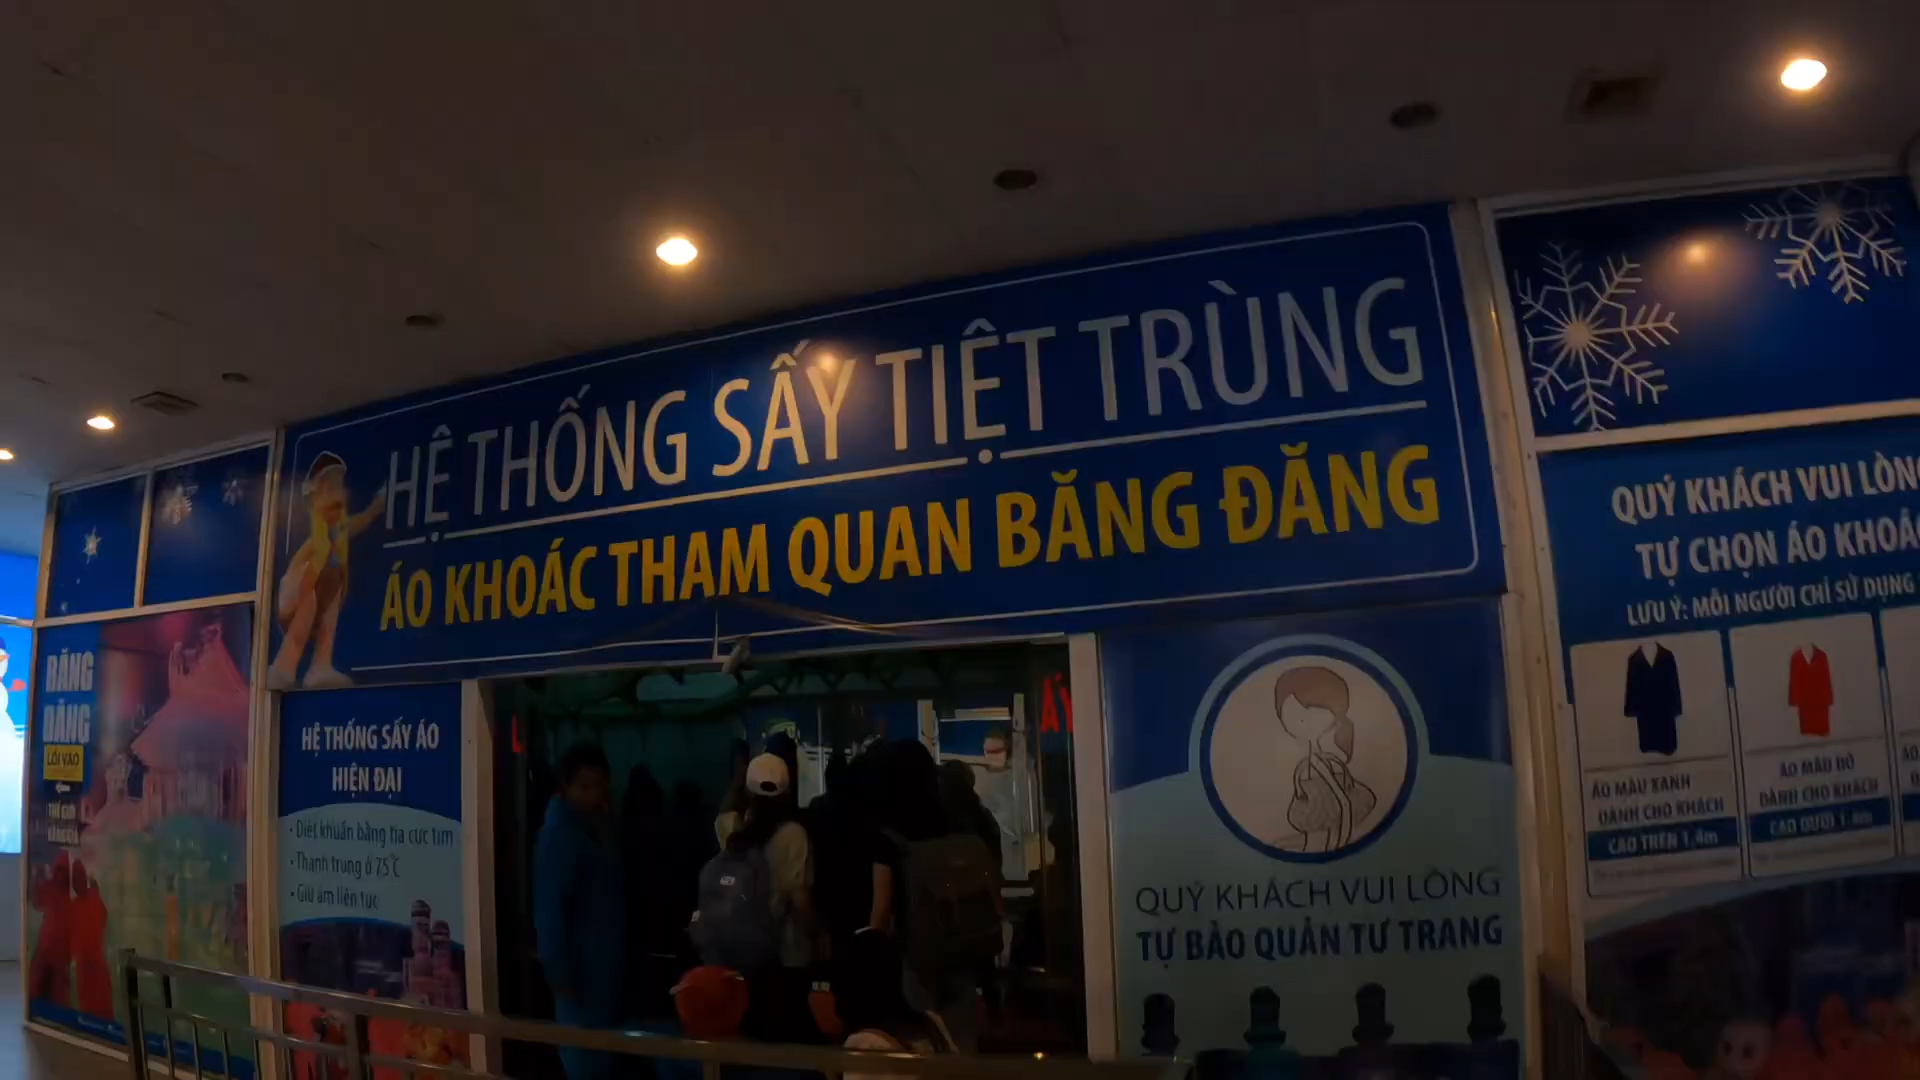 HỆ THỐNG SẤY TIỆT TRÙNG
ÁO KHOÁC THAM QUAN BĂNG ĐĂNG
BĂNG
ĐĂNG
LỐI VÀO
HỆ THỐNG SẤY ÁO
HIỆN ĐẠI
• Diệt khuẩn bằng tia cực tím
• Thanh trùng ở 75°C
• Giữ ấm liên tục
QUÝ KHÁCH VUI LÒNG
TỰ BẢO QUẢN TƯ TRANG
QUÝ KHÁCH VUI LÒNG
TỰ CHỌN ÁO KHOÁC
LƯU Ý: MỖI NGƯỜI CHỈ SỬ DỤNG
ÁO MÀU XANH
DÀNH CHO KHÁCH
CAO TRÊN 1,4m
ÁO MÀU ĐỎ
DÀNH CHO KHÁCH
CAO DƯỚI 1,4m